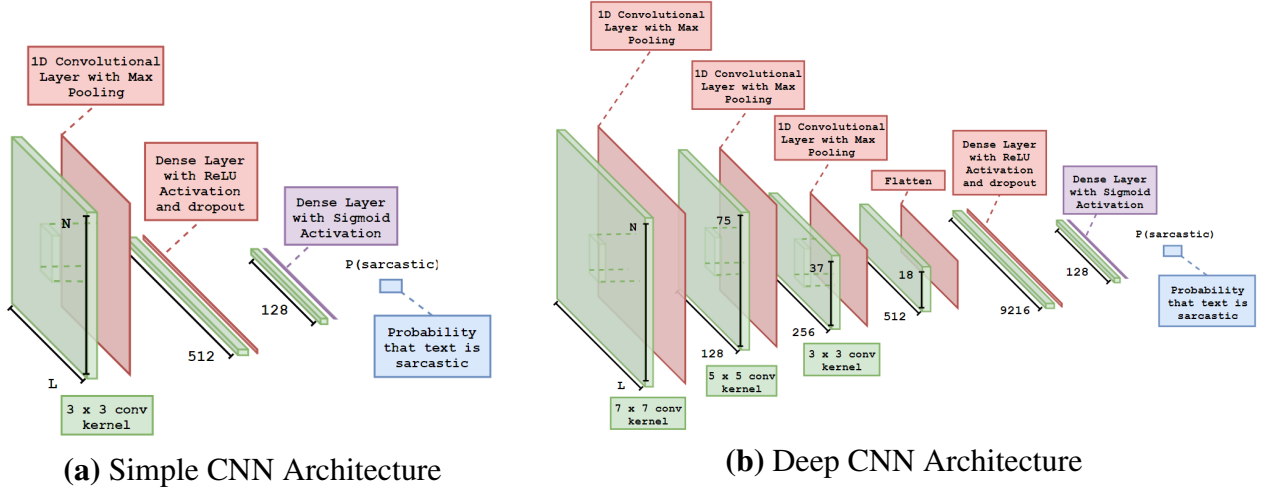 1D Convolutional
Layer with Max
Pooling
Dense Layer
with ReLU
Activation
and dropout
Dense Layer
with Sigmoid
Activation
P(sarcastic)
Probability
that text is
sarcastic
N
L
512
128
3 x 3 conv
kernel
(a) Simple CNN Architecture
1D Convolutional
Layer with Max
Pooling
1D Convolutional
Layer with Max
Pooling
1D Convolutional
Layer with Max
Pooling
Flatten
Dense Layer
with ReLU
Activation
and dropout
Dense Layer
with Sigmoid
Activation
P(sarcastic)
Probability
that text is
sarcastic
N
75
37
18
L
128
256
512
9216
128
7 x 7 conv
kernel
5 x 5 conv
kernel
3 x 3 conv
kernel
(b) Deep CNN Architecture